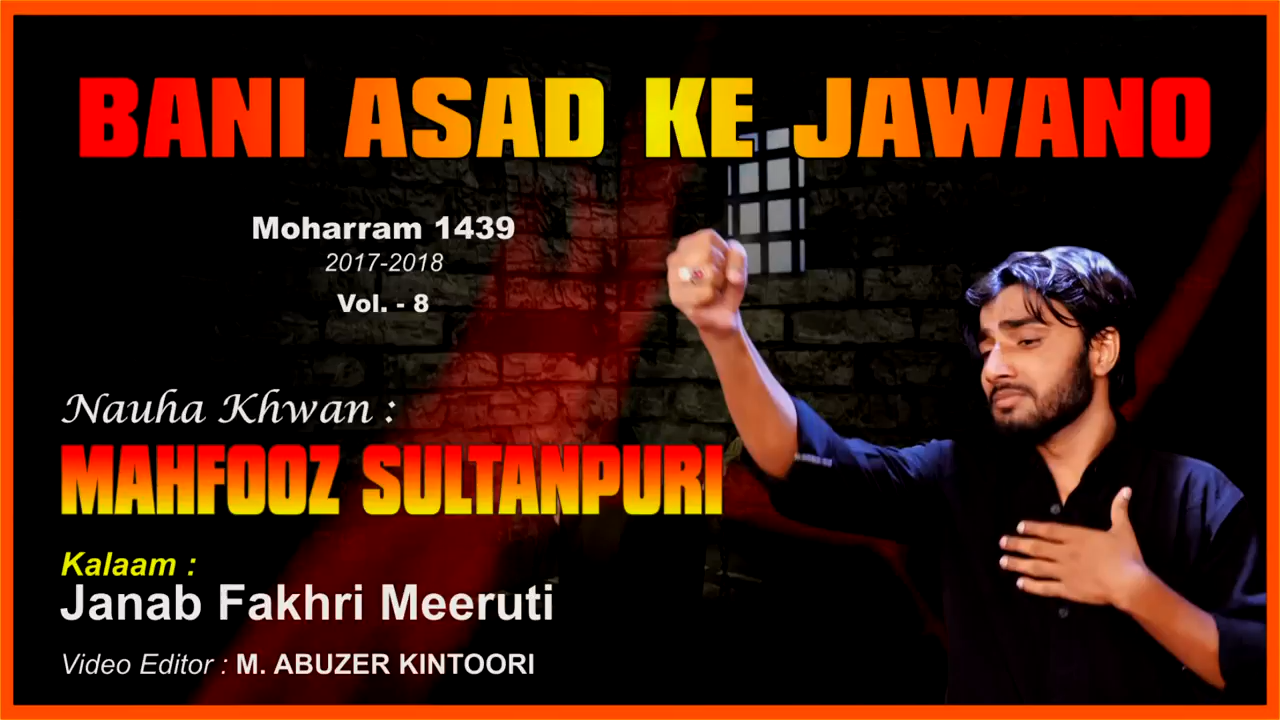 BANI ASAD KE JAWANO
Moharram 1439
2017-2018
Vol. - 8
Nauha Khwan :
MAHFOOZ SULTANPURI
Kalaam :
Janab Fakhri Meeruti
Video Editor : M. ABUZER KINTOORI